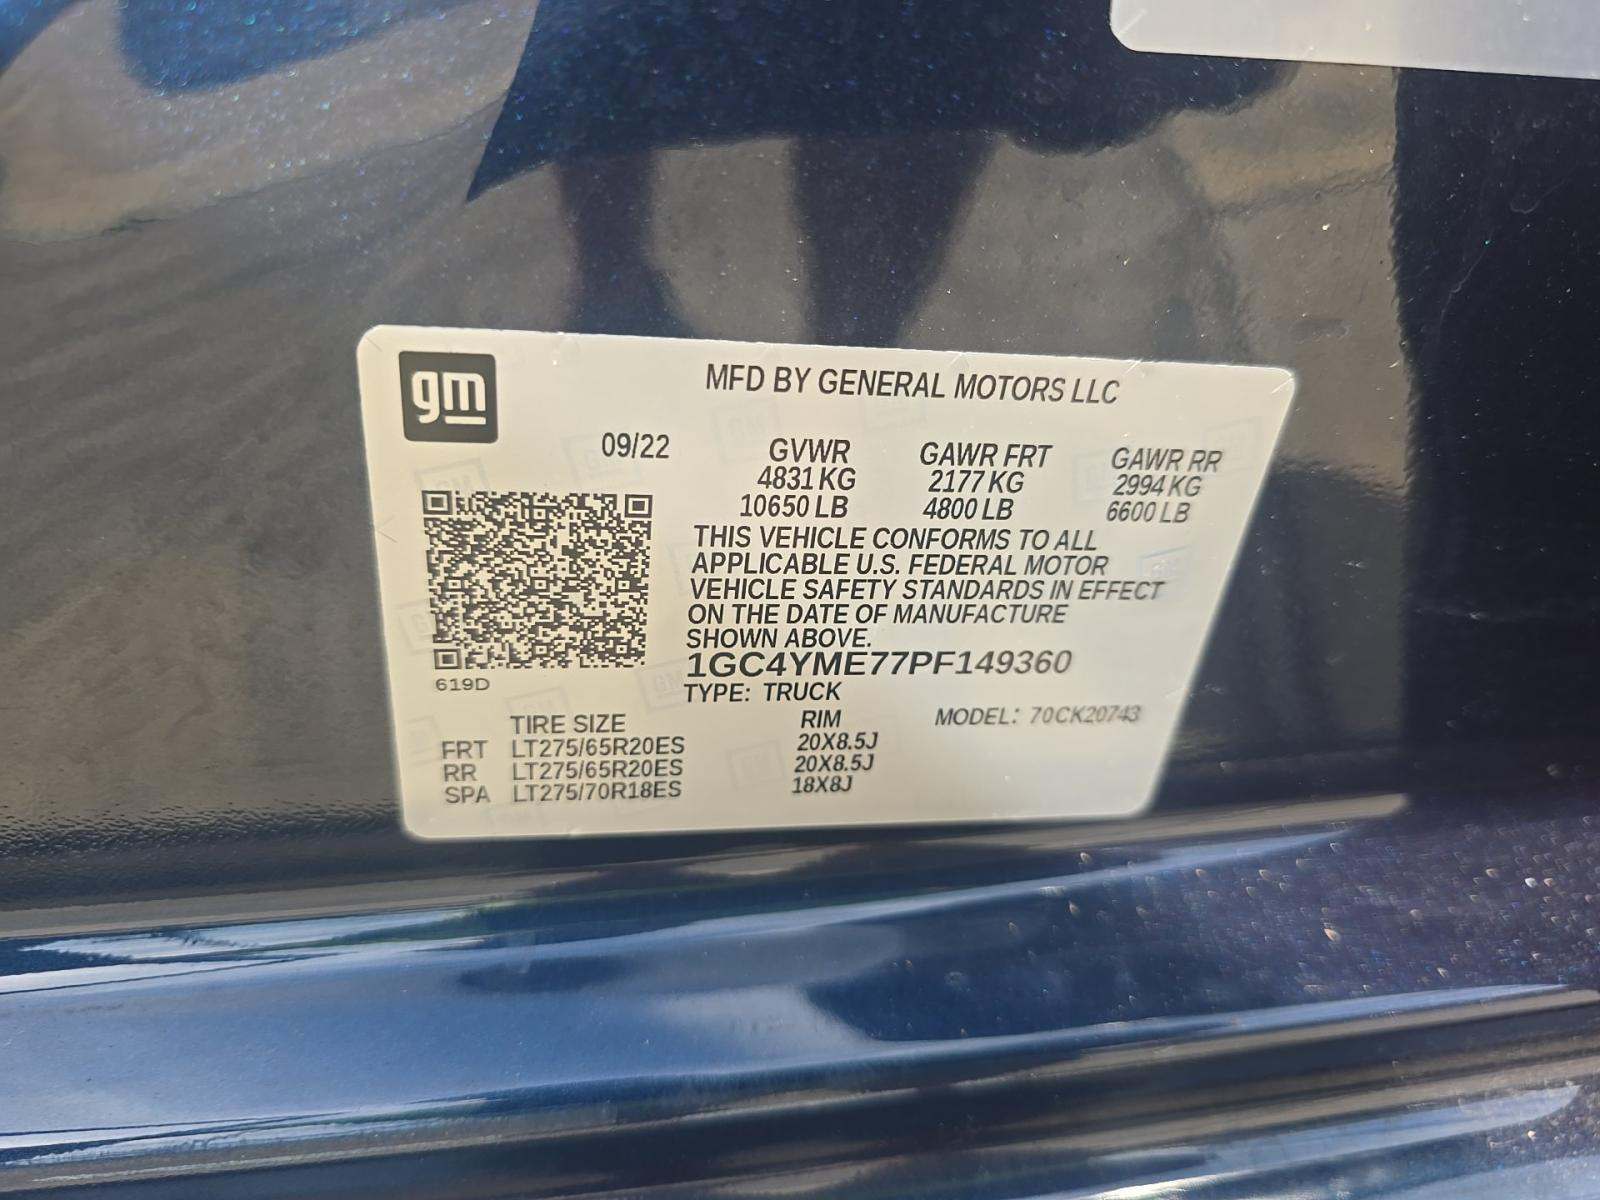 gm
MFD BY GENERAL MOTORS LLC
09/22 GVWR GAWR FRT GAWR RR
4831 KG 2177 KG 2994 KG
10650 LB 4800 LB 6600 LB
THIS VEHICLE CONFORMS TO ALL
APPLICABLE U.S. FEDERAL MOTOR
VEHICLE SAFETY STANDARDS IN EFFECT
ON THE DATE OF MANUFACTURE
SHOWN ABOVE.
1GC4YME77PF149360
619D
TYPE: TRUCK
TIRE SIZE RIM MODEL: 70CK20743
FRT LT275/65R20ES 20X8.5J
RR LT275/65R20ES 20X8.5J
SPA LT275/70R18ES 18X8J